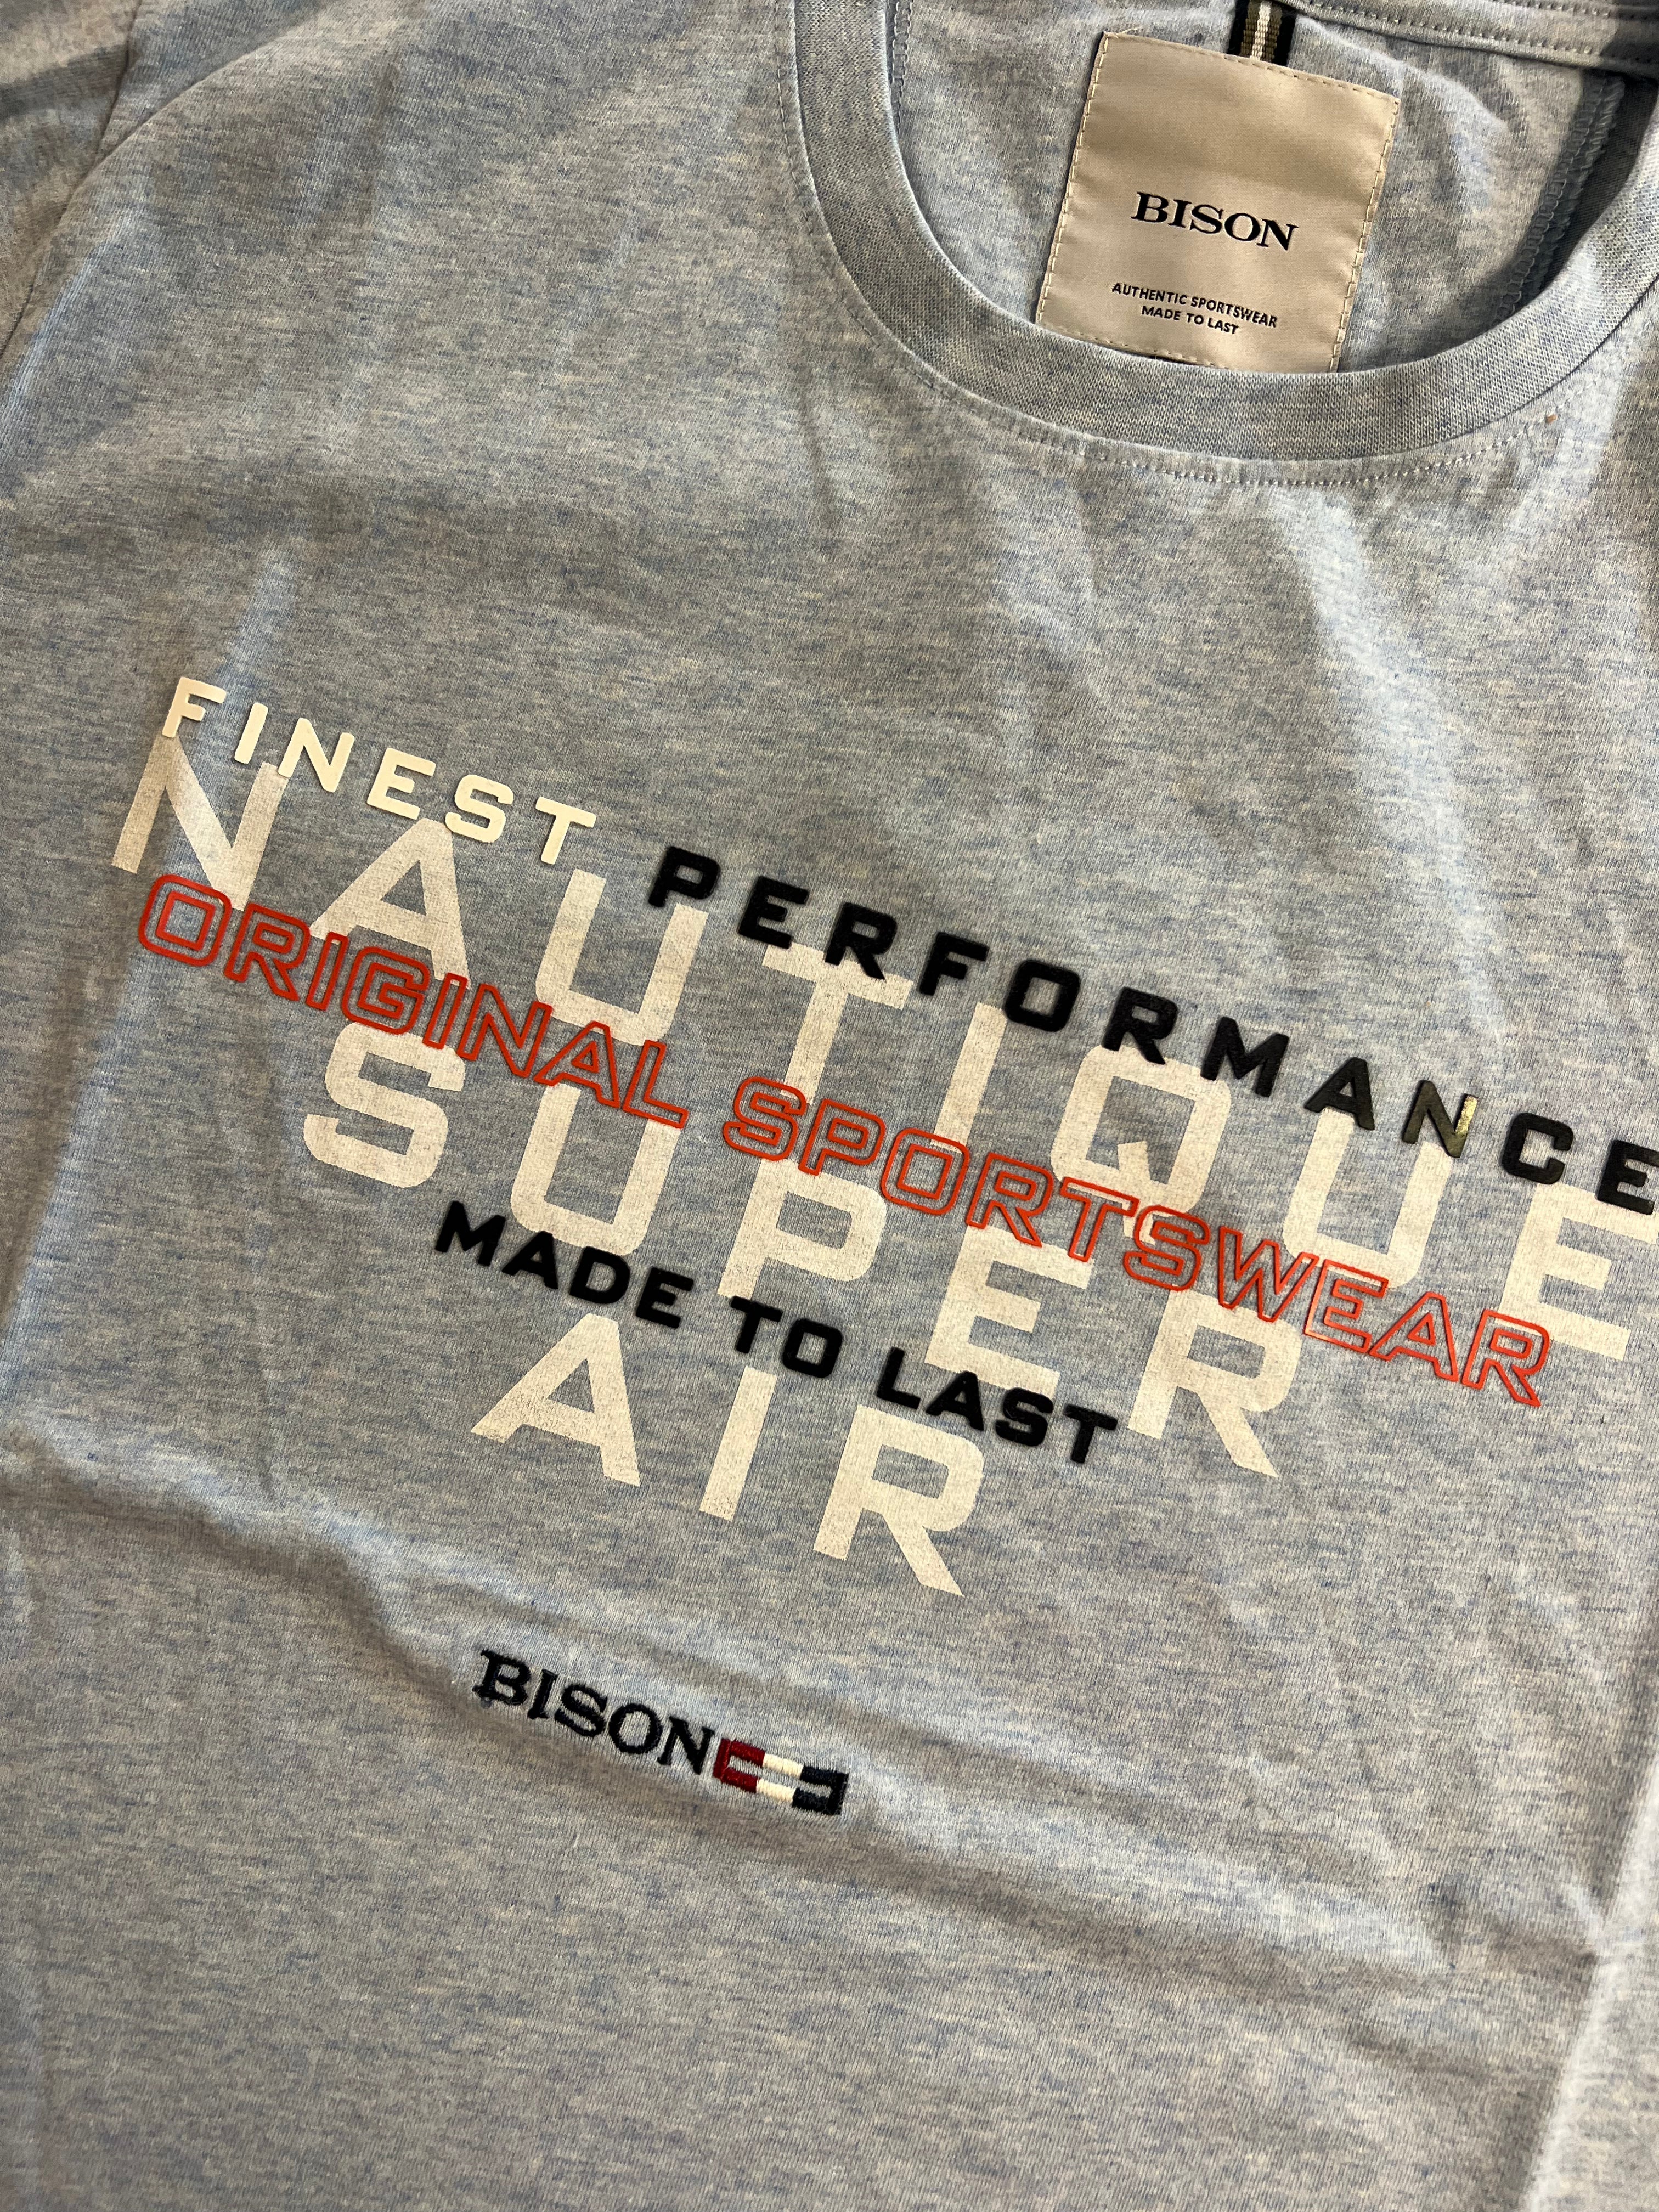 BISON
AUTHENTIC SPORTSWEAR
MADE TO LAST
FINEST PERFORMANCE
NAUTIQUE
ORIGINAL SPORTSWEAR
SUPER
MADE TO LAST
AIR
BISON